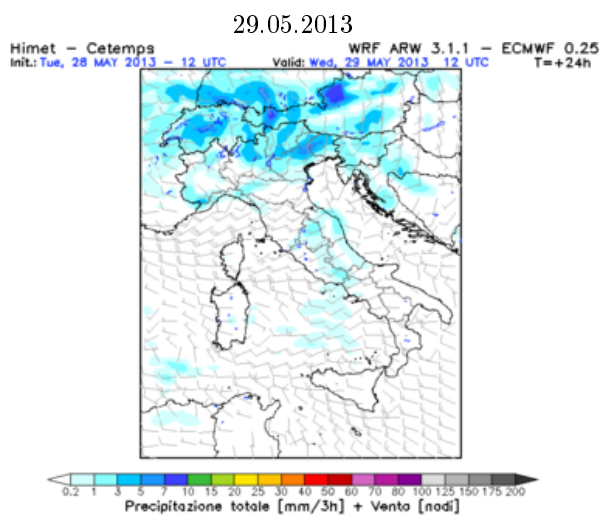 29.05.2013
Himet – Cetemps WRF ARW 3.1.1 – ECMWF 0.25
Init.: Tue, 28 MAY 2013 – 12 UTC Valid: Wed, 29 MAY 2013 12 UTC T=+24h
0.2 1 3 5 7 10 15 20 25 30 40 50 60 70 80 100 125 150 175 200
Precipitazione totale [mm/3h] + Vento [nodi]